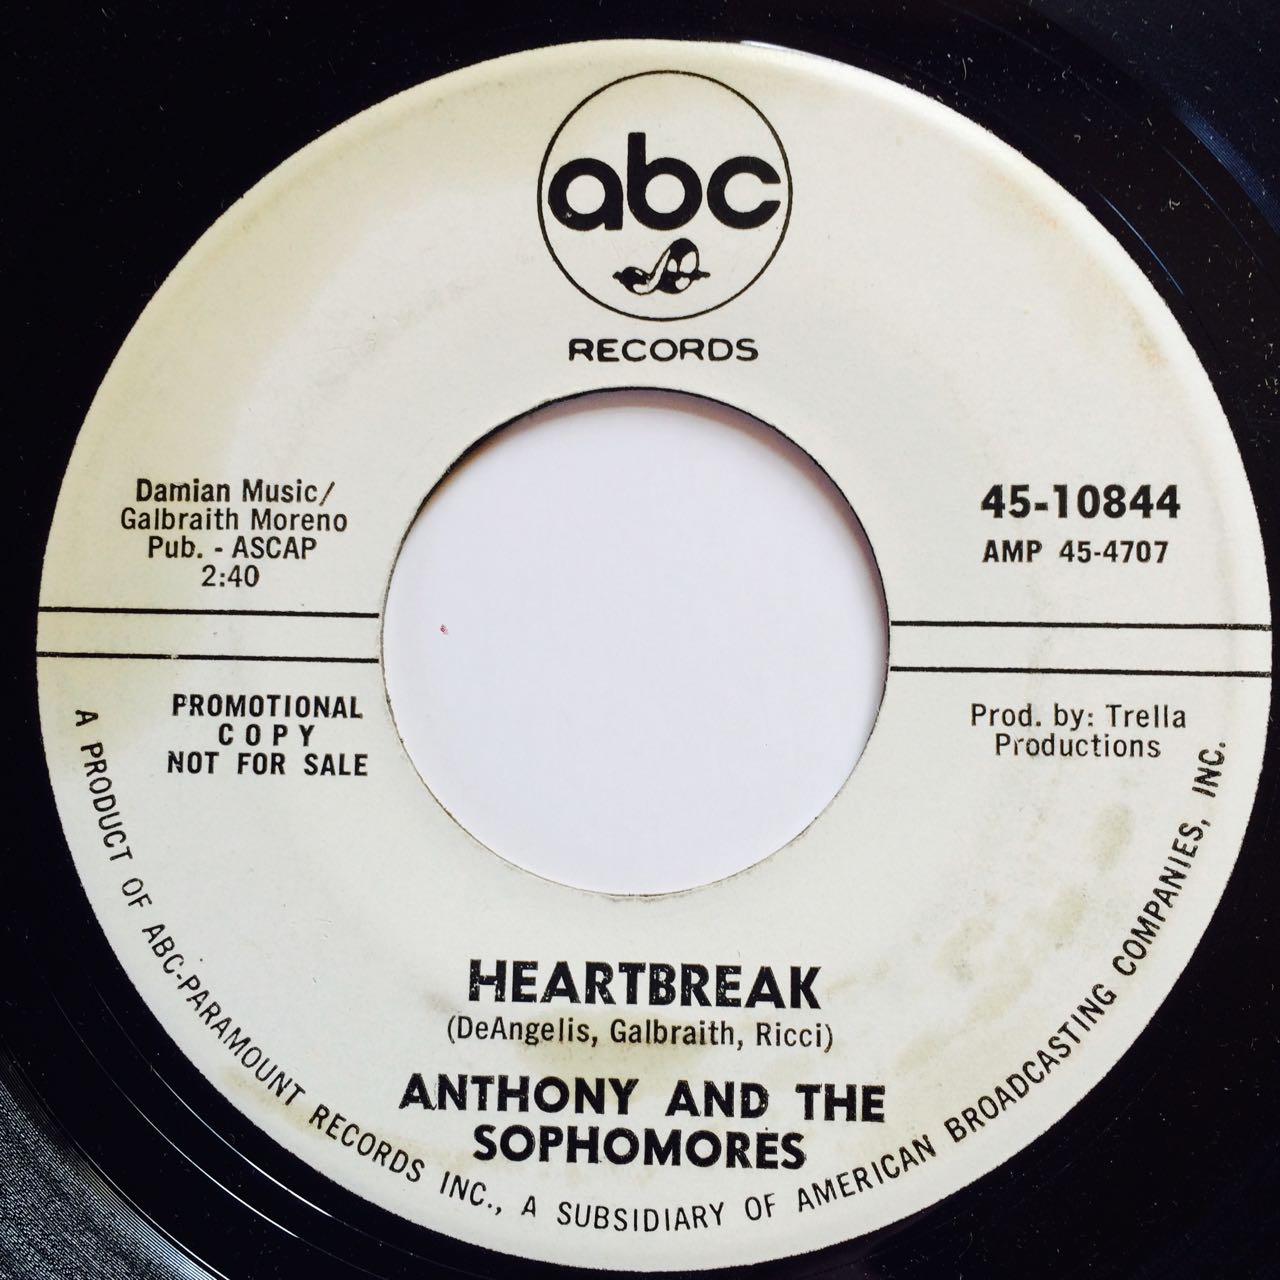 abc
RECORDS
Damian Music/
Galbraith Moreno
Pub. - ASCAP
2:40
45-10844
AMP 45-4707
PROMOTIONAL
COPY
NOT FOR SALE
Prod. by: Trella
Productions
HEARTBREAK
(DeAngelis, Galbraith, Ricci)
ANTHONY AND THE
SOPHOMORES
A PRODUCT OF ABC-PARAMOUNT RECORDS INC., A SUBSIDIARY OF AMERICAN BROADCASTING COMPANIES, INC.